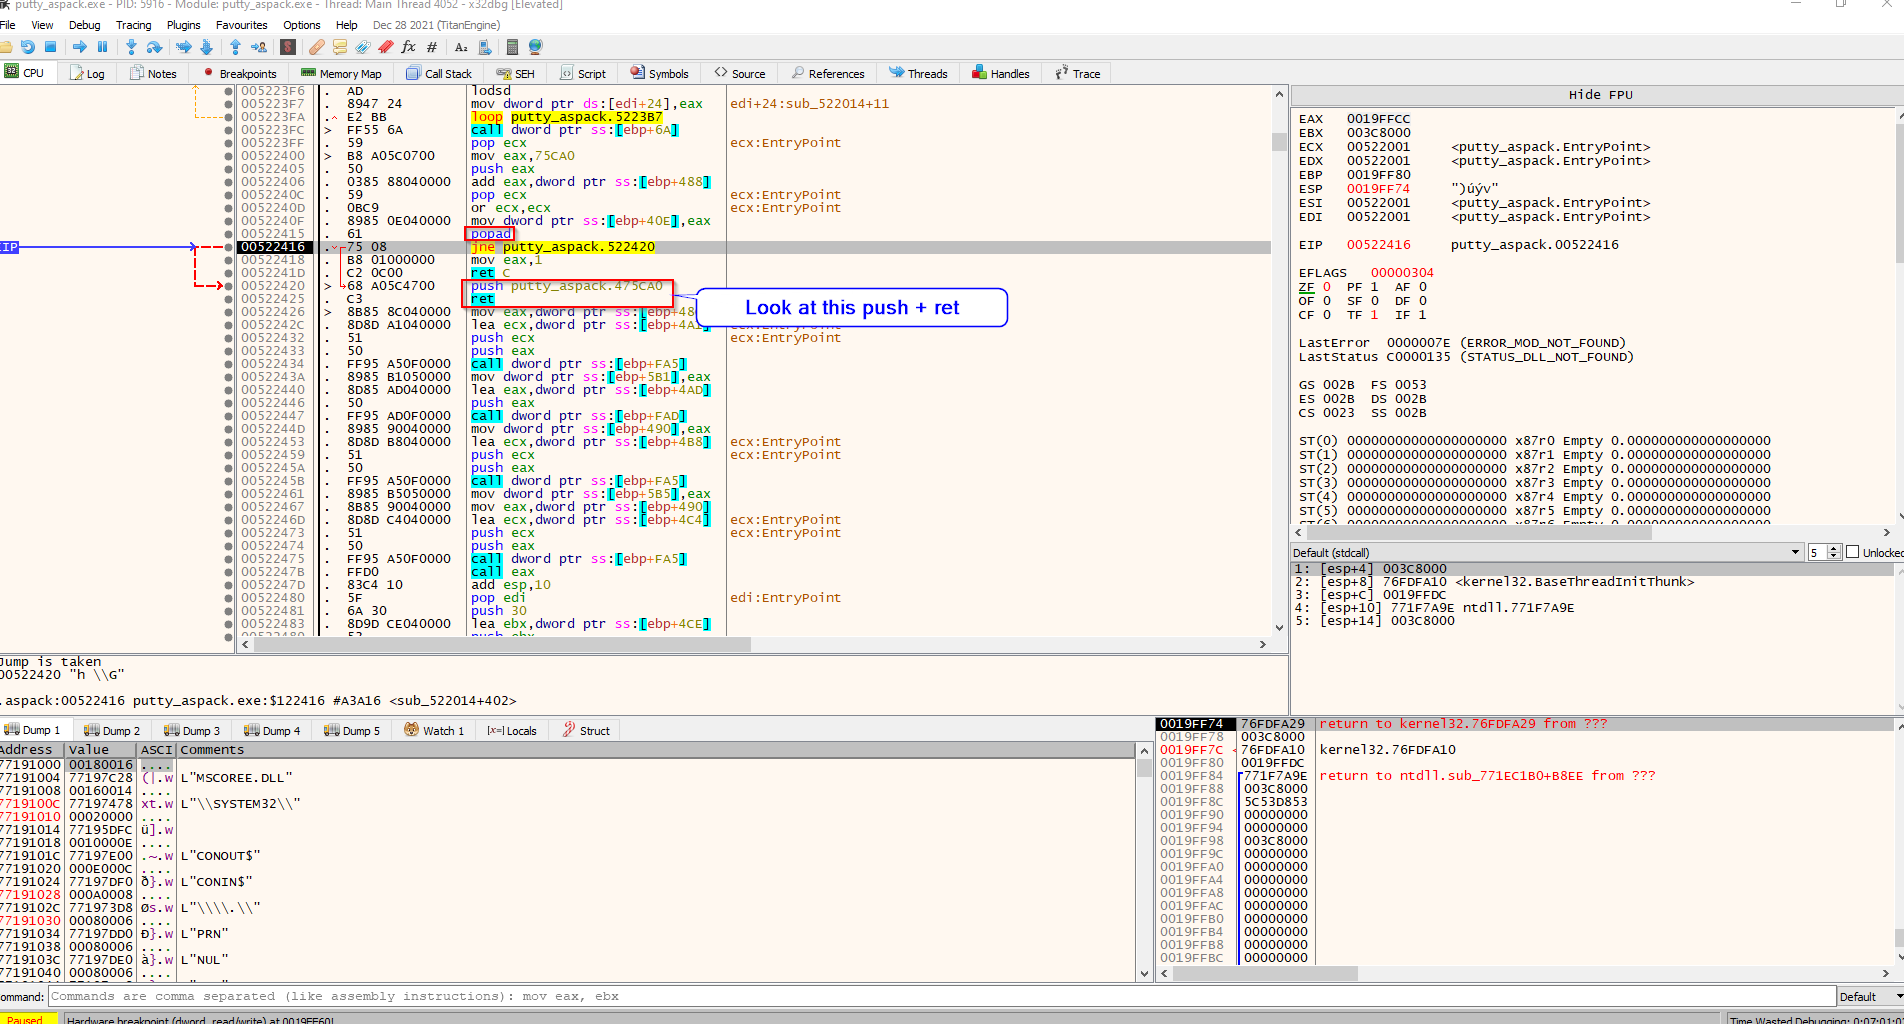 putty_aspack.exe - PID: 5916 - Module: putty_aspack.exe - Thread: Main Thread 4052 - x32dbg [Elevated]
File View Debug Tracing Plugins Favourites Options Help Dec 28 2021 (TitanEngine)
CPU Log Notes Breakpoints Memory Map Call Stack SEH Script Symbols Source References Threads Handles Trace
005223F6 . AD lodsd
005223F7 . 8947 24 mov dword ptr ds:[edi+24],eax edi+24:sub_522014+11
005223FA .^ E2 BB loop putty_aspack.5223B7
005223FC > FF55 6A call dword ptr ss:[ebp+6A]
005223FF . 59 pop ecx ecx:EntryPoint
00522400 > B8 A05C0700 mov eax,75CA0
00522405 . 50 push eax
00522406 . 0385 88040000 add eax,dword ptr ss:[ebp+488]
0052240C . 59 pop ecx ecx:EntryPoint
0052240D . 0BC9 or ecx,ecx ecx:EntryPoint
0052240F . 8985 0E040000 mov dword ptr ss:[ebp+40E],eax
00522415 . 61 popad
EIP 00522416 . 75 08 jne putty_aspack.522420
00522418 . B8 01000000 mov eax,1
0052241D . C2 0C00 ret C
00522420 > 68 A05C4700 push putty_aspack.475CA0
00522425 . C3 ret
Look at this push + ret
00522426 > 8B85 8C040000 mov eax,dword ptr ss:[ebp+48
0052242C . 8D8D A1040000 lea ecx,dword ptr ss:[ebp+4A1] ecx:EntryPoint
00522432 . 51 push ecx ecx:EntryPoint
00522433 . 50 push eax
00522434 . FF95 A50F0000 call dword ptr ss:[ebp+FA5]
0052243A . 8985 B1050000 mov dword ptr ss:[ebp+5B1],eax
00522440 . 8D85 AD040000 lea eax,dword ptr ss:[ebp+4AD]
00522446 . 50 push eax
00522447 . FF95 AD0F0000 call dword ptr ss:[ebp+FAD]
0052244D . 8985 90040000 mov dword ptr ss:[ebp+490],eax
00522453 . 8D8D B8040000 lea ecx,dword ptr ss:[ebp+4B8] ecx:EntryPoint
00522459 . 51 push ecx ecx:EntryPoint
0052245A . 50 push eax
0052245B . FF95 A50F0000 call dword ptr ss:[ebp+FA5]
00522461 . 8985 B5050000 mov dword ptr ss:[ebp+5B5],eax
00522467 . 8B85 90040000 mov eax,dword ptr ss:[ebp+490]
0052246D . 8D8D C4040000 lea ecx,dword ptr ss:[ebp+4C4] ecx:EntryPoint
00522473 . 51 push ecx ecx:EntryPoint
00522474 . 50 push eax
00522475 . FF95 A50F0000 call dword ptr ss:[ebp+FA5]
0052247B . FFD0 call eax
0052247D . 83C4 10 add esp,10
00522480 . 5F pop edi edi:EntryPoint
00522481 . 6A 30 push 30
00522483 . 8D9D CE040000 lea ebx,dword ptr ss:[ebp+4CE]
Hide FPU
EAX 0019FFCC
EBX 003C8000
ECX 00522001 <putty_aspack.EntryPoint>
EDX 00522001 <putty_aspack.EntryPoint>
EBP 0019FF80
ESP 0019FF74 ")úýv"
ESI 00522001 <putty_aspack.EntryPoint>
EDI 00522001 <putty_aspack.EntryPoint>
EIP 00522416 putty_aspack.00522416
EFLAGS 00000304
ZF 0 PF 1 AF 0
OF 0 SF 0 DF 0
CF 0 TF 1 IF 1
LastError 0000007E (ERROR_MOD_NOT_FOUND)
LastStatus C0000135 (STATUS_DLL_NOT_FOUND)
GS 002B FS 0053
ES 002B DS 002B
CS 0023 SS 002B
ST(0) 00000000000000000000 x87r0 Empty 0.000000000000000000
ST(1) 00000000000000000000 x87r1 Empty 0.000000000000000000
ST(2) 00000000000000000000 x87r2 Empty 0.000000000000000000
ST(3) 00000000000000000000 x87r3 Empty 0.000000000000000000
ST(4) 00000000000000000000 x87r4 Empty 0.000000000000000000
ST(5) 00000000000000000000 x87r5 Empty 0.000000000000000000
ST(6) 00000000000000000000 x87r6 Empty 0.000000000000000000
Default (stdcall) 5 Unlocked
1: [esp+4] 003C8000
2: [esp+8] 76FDFA10 <kernel32.BaseThreadInitThunk>
3: [esp+C] 0019FFDC
4: [esp+10] 771F7A9E ntdll.771F7A9E
5: [esp+14] 003C8000
Jump is taken
00522420 "h \\G"
.aspack:00522416 putty_aspack.exe:$122416 #A3A16 <sub_522014+402>
Dump 1 Dump 2 Dump 3 Dump 4 Dump 5 Watch 1 [x=] Locals Struct
Address Value ASCI Comments
77191000 00180016 ....
77191004 77197C28 (|.w L"MSCOREE.DLL"
77191008 00160014 ....
7719100C 77197478 xt.w L"\\SYSTEM32\\"
77191010 00020000 ....
77191014 77195DFC ü].w
77191018 0010000E ....
7719101C 77197E00 .~.w L"CONOUT$"
77191020 000E000C ....
77191024 77197DF0 ð}.w L"CONIN$"
77191028 000A0008 ....
7719102C 771973D8 Øs.w L"\\\\.\\"
77191030 00080006 ....
77191034 77197DD0 Ð}.w L"PRN"
77191038 00080006 ....
7719103C 77197DE0 à}.w L"NUL"
77191040 00080006 ....
0019FF74 76FDFA29 return to kernel32.76FDFA29 from ???
0019FF78 003C8000
0019FF7C 76FDFA10 kernel32.76FDFA10
0019FF80 0019FFDC
0019FF84 771F7A9E return to ntdll.sub_771EC1B0+B8EE from ???
0019FF88 003C8000
0019FF8C 5C53D853
0019FF90 00000000
0019FF94 00000000
0019FF98 003C8000
0019FF9C 00000000
0019FFA0 00000000
0019FFA4 00000000
0019FFA8 00000000
0019FFAC 00000000
0019FFB0 00000000
0019FFB4 00000000
0019FFB8 00000000
0019FFBC 00000000
ommand: Commands are comma separated (like assembly instructions): mov eax, ebx Default
Paused Hardware breakpoint (dword, read/write) at 0019FF60! Time Wasted Debugging: 0:07:01:0